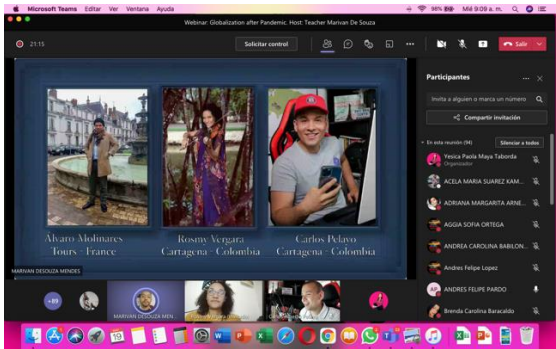 Microsoft Teams Editar Ver Ventana Ayuda
98% Mié 9:09 a. m.
Webinar: Globalization after Pandemic. Host: Teacher Marivan De Souza
21:15
Solicitar control
Salir
Participantes
Invita a alguien o marca un número
Compartir invitación
En esta reunión (94)
Silenciar a todos
Yesica Paola Maya Taborda
Organizador
ACELA MARIA SUAREZ KAM...
ADRIANA MARGARITA ARNE...
AGGIA SOFIA ORTEGA
ANDREA CAROLINA BABILON...
Andres Felipe Lopez
AP
ANDRES FELIPE PARDO
Brenda Carolina Baracaldo
Álvaro Molinares
Tours - France
Rosmy Vergara
Cartagena - Colombia
Carlos Pelayo
Cartagena - Colombia
MARIVAN DESOUZA MENDES
+89
MARIVAN DESOUZA MEN...
19